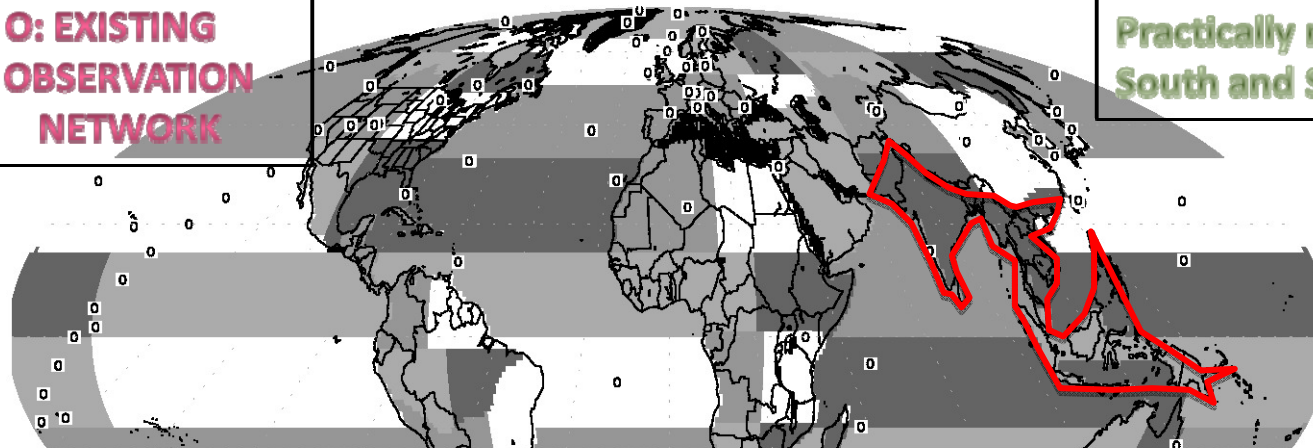 O: EXISTING
OBSERVATION
NETWORK
Practically
South and